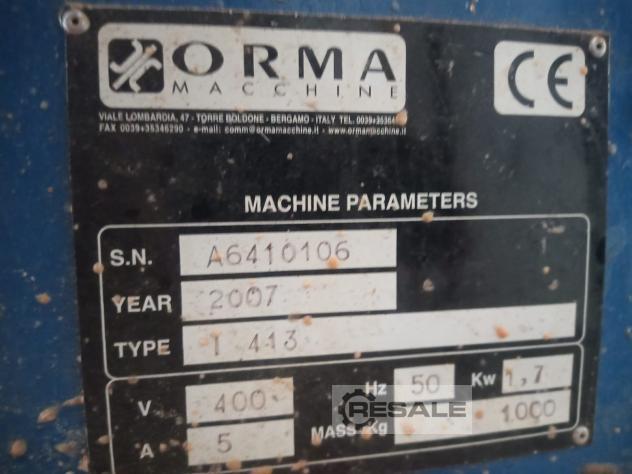 ORMA
MACCHINE
CE
VIALE LOMBARDIA, 47 - TORRE BOLDONE - BERGAMO - ITALY TEL.
FAX 0039+35346290 - e-mail: comm@ormamacchine.it - www.ormamacchine.it
MACHINE PARAMETERS
S.N. A6410106
YEAR 2007
TYPE T 413
V 400 Hz 50 Kw 1,7
A 5 MASS Kg 1000
RESALE